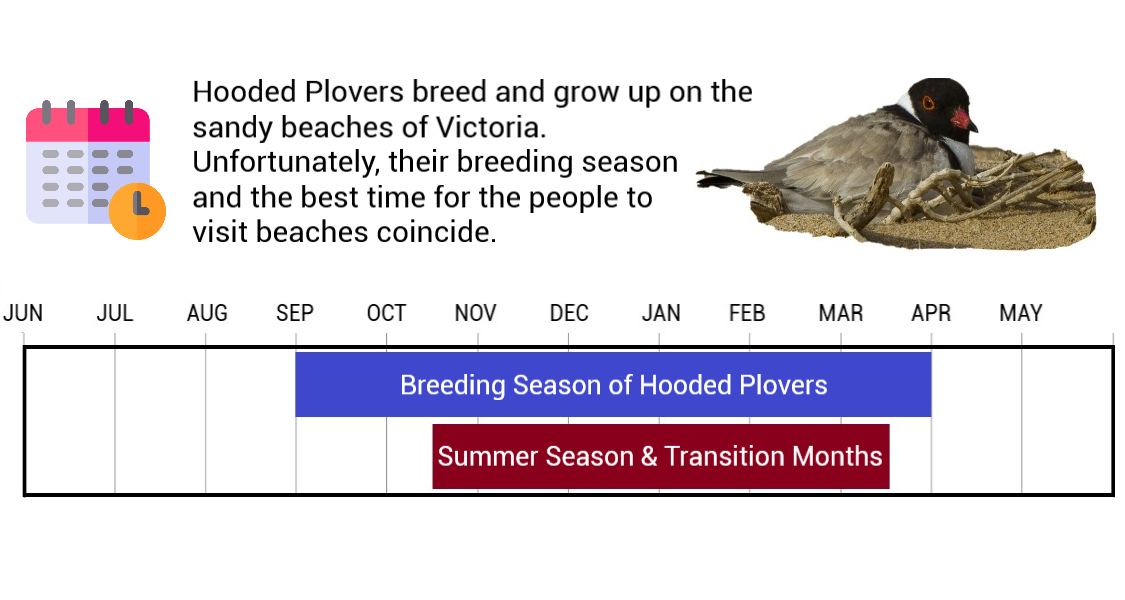 Hooded Plovers breed and grow up on the
sandy beaches of Victoria.
Unfortunately, their breeding season
and the best time for the people to
visit beaches coincide.
JUN JUL AUG SEP OCT NOV DEC JAN FEB MAR APR MAY
Breeding Season of Hooded Plovers
Summer Season & Transition Months